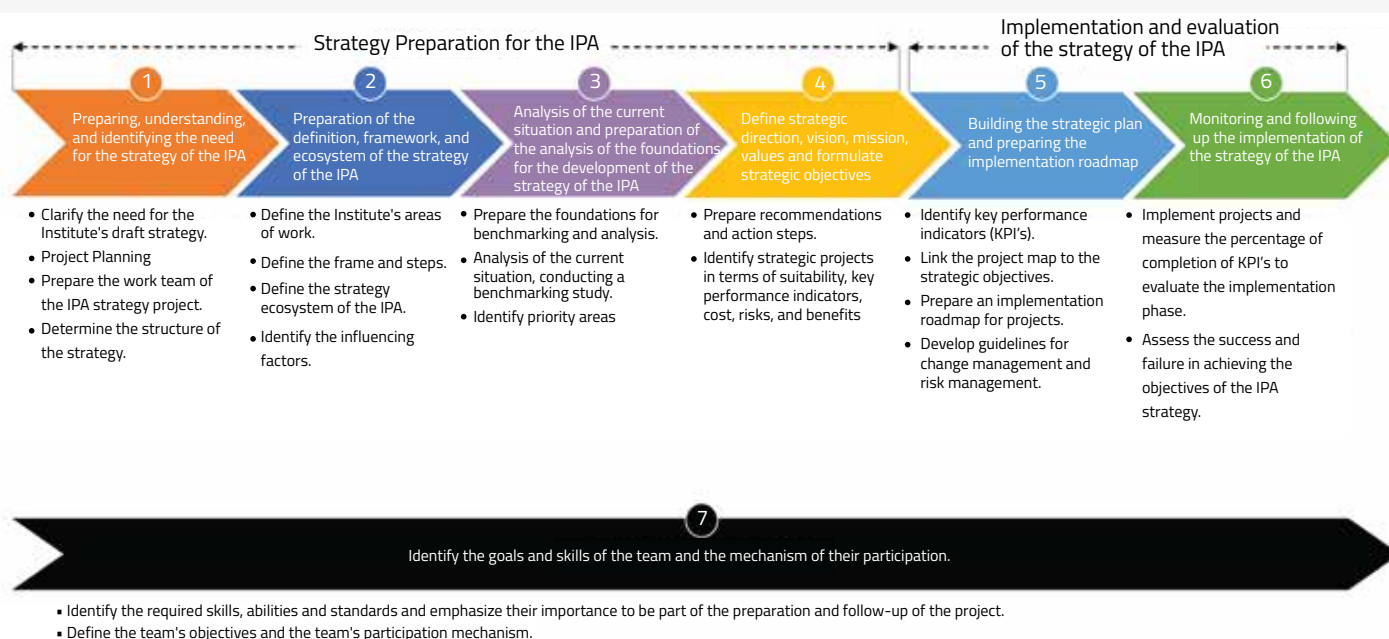 Strategy Preparation for the IPA
Implementation and evaluation
of the strategy of the IPA
1
Preparing, understanding,
and identifying the need
for the strategy of the IPA
• Clarify the need for the
Institute's draft strategy.
• Project Planning
• Prepare the work team of
the IPA strategy project.
• Determine the structure of
the strategy.
2
Preparation of the
definition, framework, and
ecosystem of the strategy
of the IPA
• Define the Institute's areas
of work.
• Define the frame and steps.
• Define the strategy
ecosystem of the IPA.
• Identify the influencing
factors.
3
Analysis of the current
situation and preparation of
the analysis of the foundations
for the development of the
strategy of the IPA
• Prepare the foundations for
benchmarking and analysis.
• Analysis of the current
situation, conducting a
benchmarking study.
• Identify priority areas
4
Define strategic
direction, vision, mission,
values and formulate
strategic objectives
• Prepare recommendations
and action steps.
• Identify strategic projects
in terms of suitability, key
performance indicators,
cost, risks, and benefits
5
Building the strategic plan
and preparing the
implementation roadmap
• Identify key performance
indicators (KPI's).
• Link the project map to the
strategic objectives.
• Prepare an implementation
roadmap for projects.
• Develop guidelines for
change management and
risk management.
6
Monitoring and following
up the implementation of
the strategy of the IPA
• Implement projects and
measure the percentage of
completion of KPI's to
evaluate the implementation
phase.
• Assess the success and
failure in achieving the
objectives of the IPA
strategy.
7
Identify the goals and skills of the team and the mechanism of their participation.
▪ Identify the required skills, abilities and standards and emphasize their importance to be part of the preparation and follow-up of the project.
▪ Define the team's objectives and the team's participation mechanism.